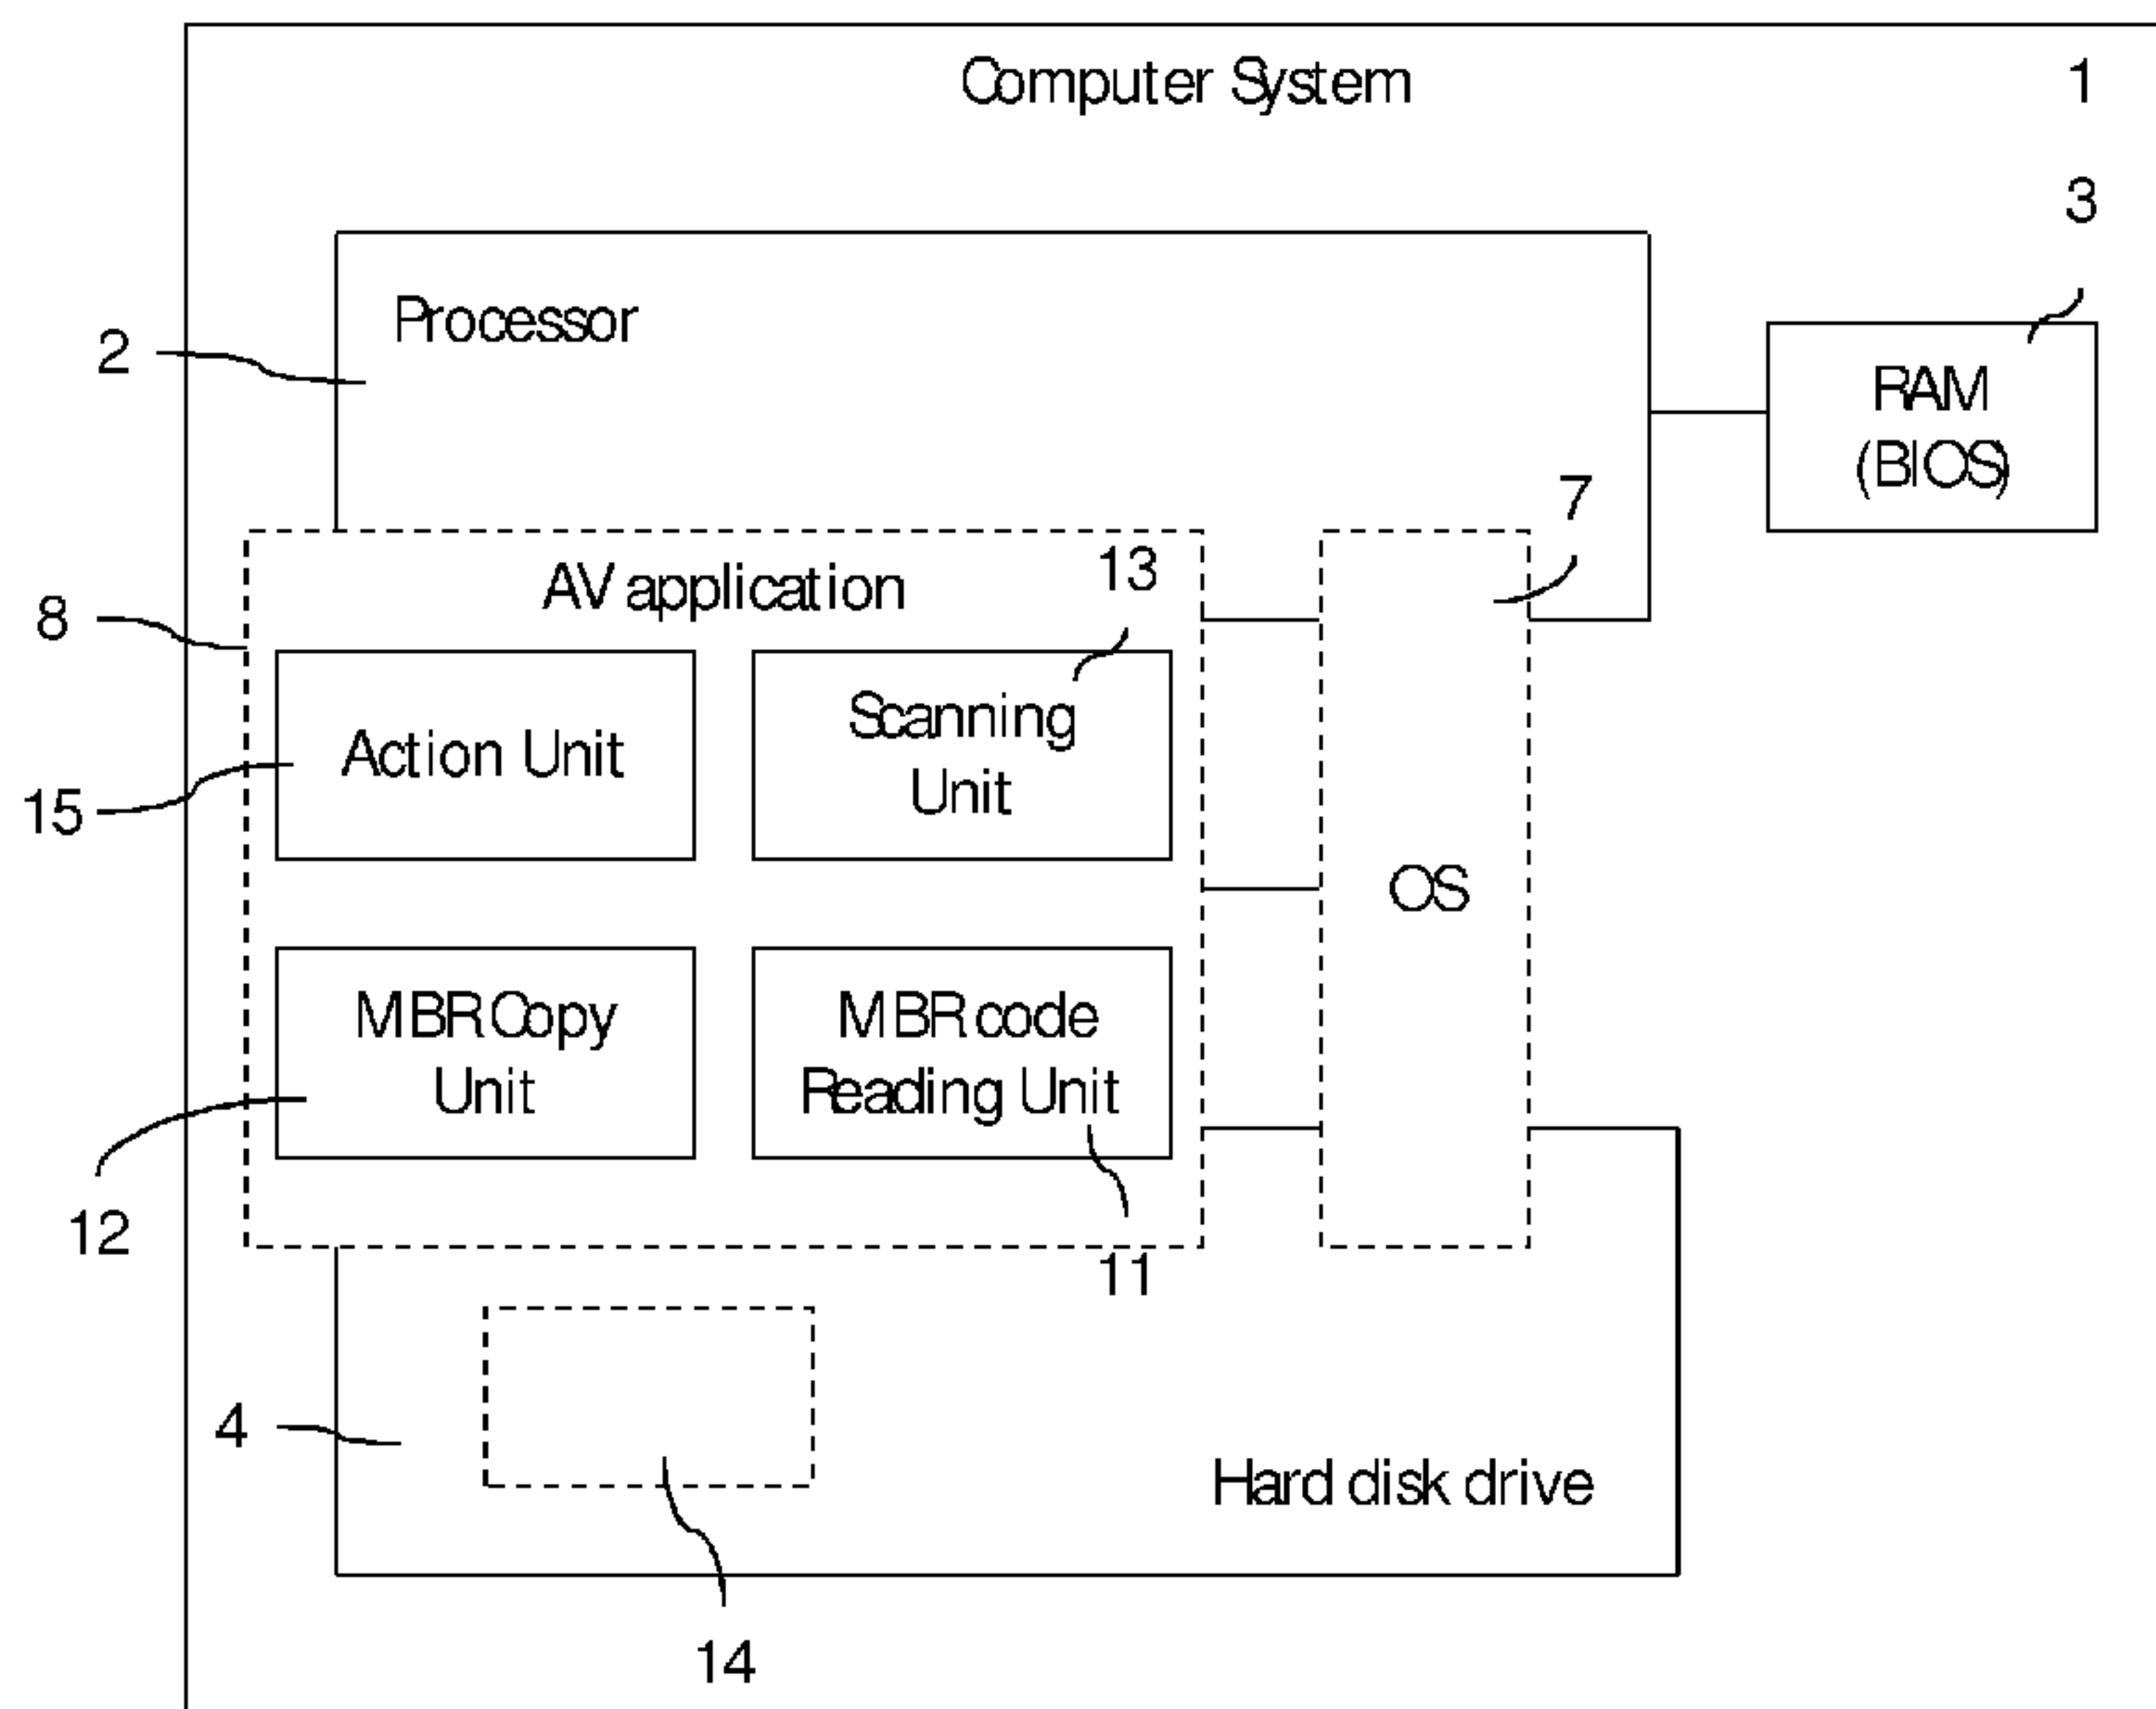 Computer System
1
3
Processor
2
RAM
(BIOS)
7
AV application
13
8
Action Unit
Scanning
Unit
15
OS
MBR Copy
Unit
MBR code
Reading Unit
12
11
4
Hard disk drive
14